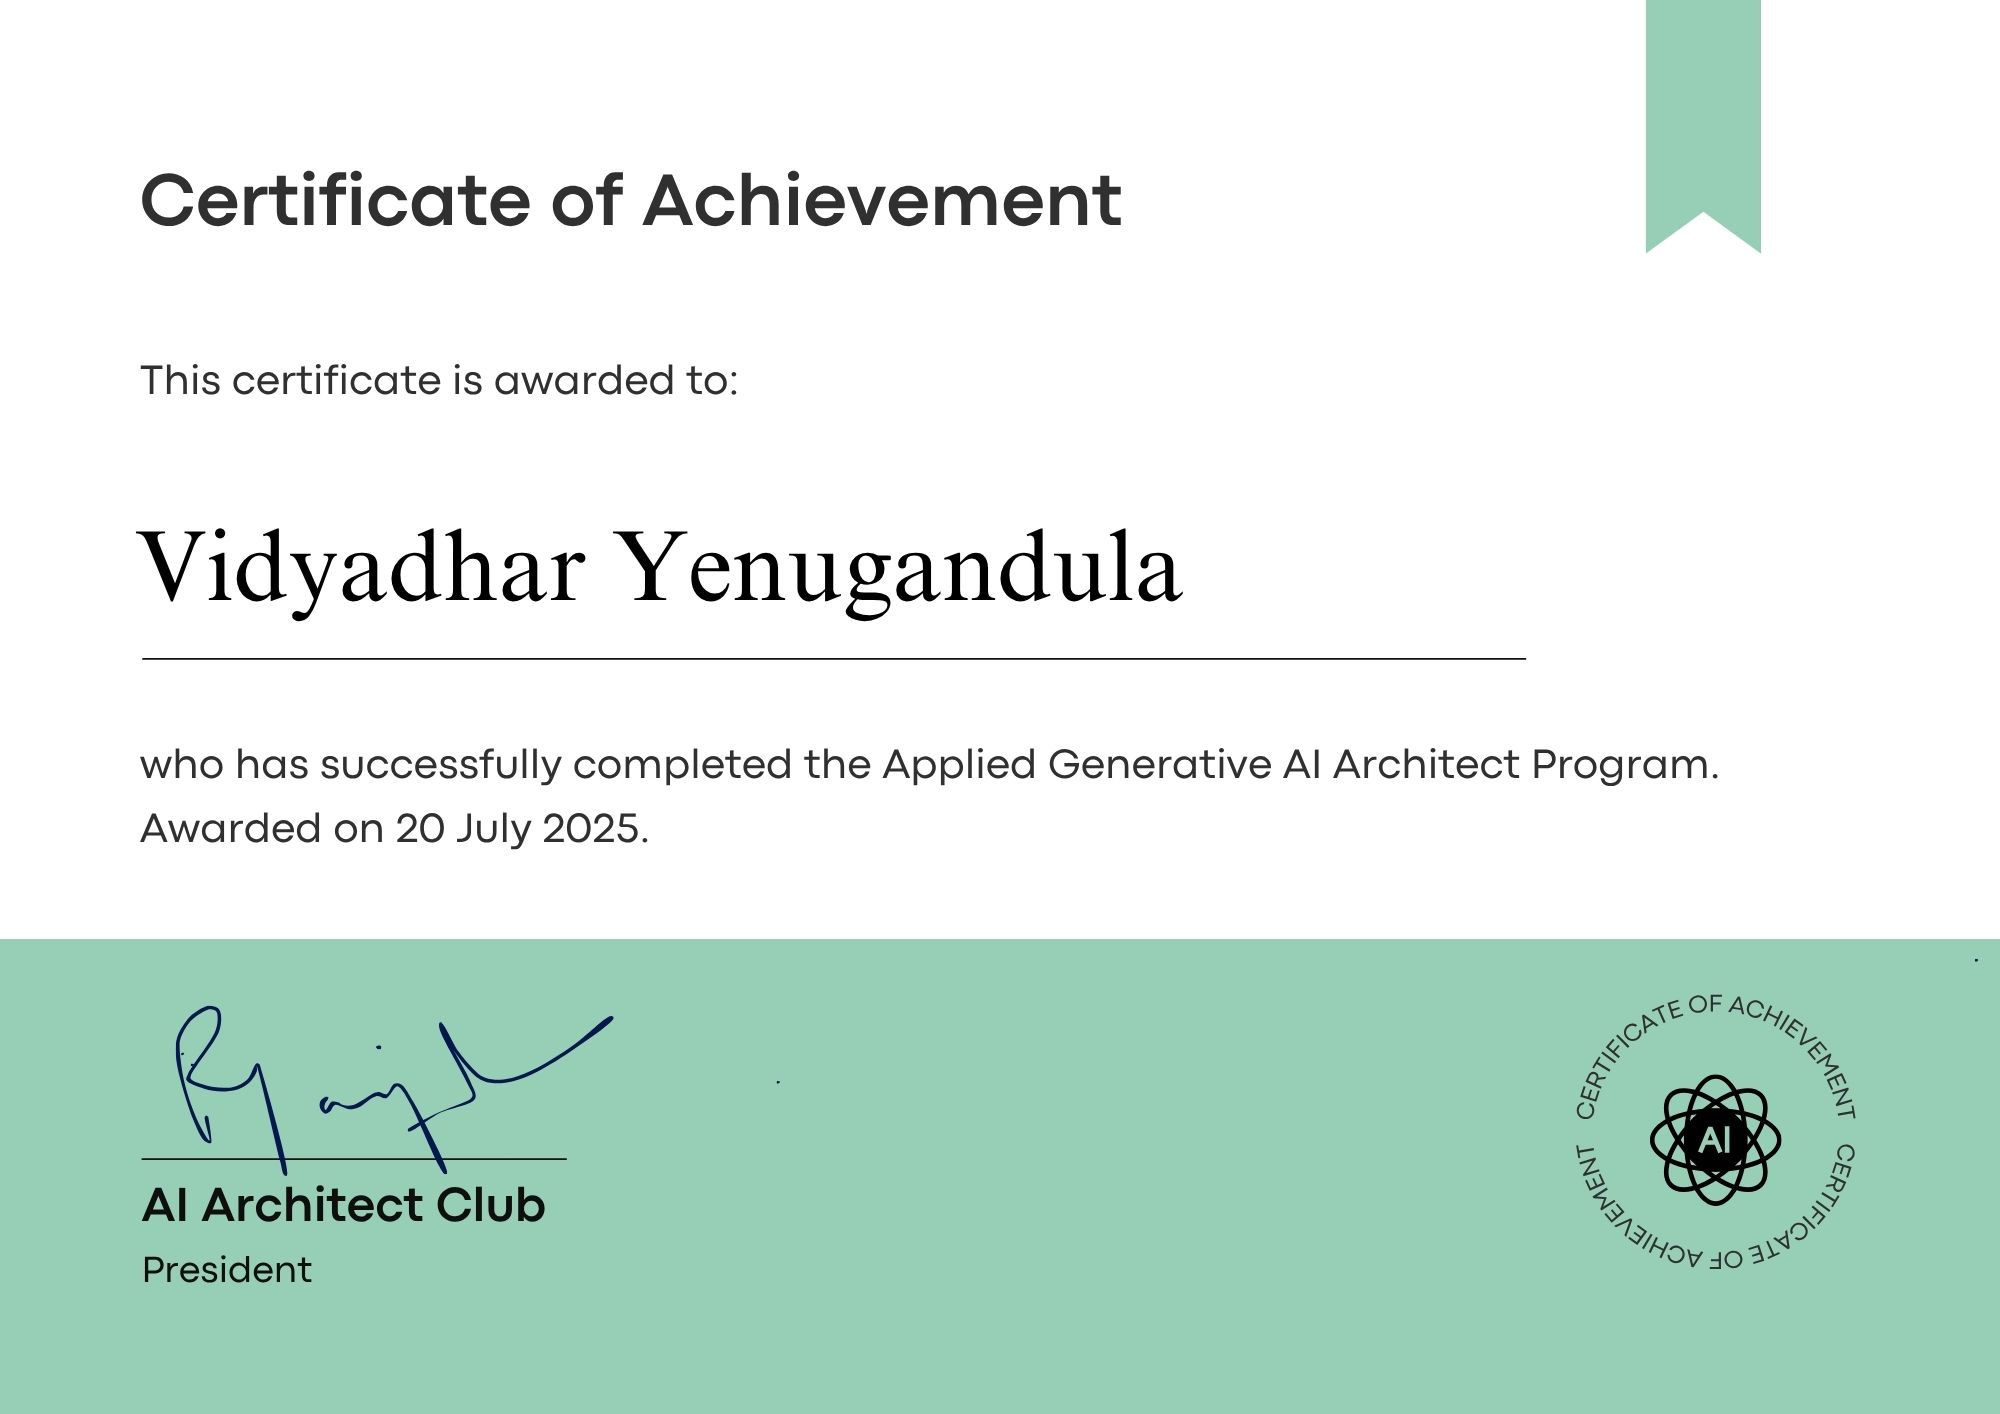 Certificate of Achievement
This certificate is awarded to:
Vidyadhar Yenugandula
who has successfully completed the Applied Generative AI Architect Program.
Awarded on 20 July 2025.
AI Architect Club
President
CERTIFICATE OF ACHIEVEMENT
CERTIFICATE OF ACHIEVEMENT
AI